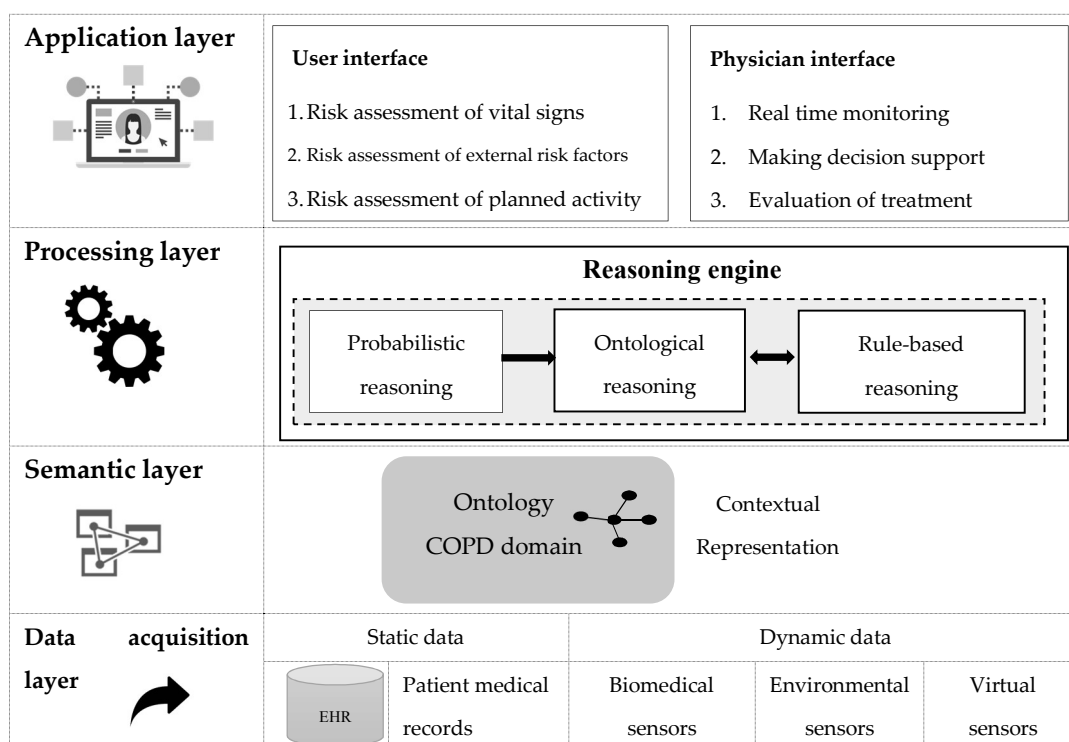 Application layer
User interface
1. Risk assessment of vital signs
2. Risk assessment of external risk factors
3. Risk assessment of planned activity
Physician interface
1. Real time monitoring
2. Making decision support
3. Evaluation of treatment
Processing layer
Reasoning engine
Probabilistic
reasoning
Ontological
reasoning
Rule-based
reasoning
Semantic layer
Ontology
COPD domain
Contextual
Representation
Data acquisition
layer
Static data
Dynamic data
EHR
Patient medical
records
Biomedical
sensors
Environmental
sensors
Virtual
sensors